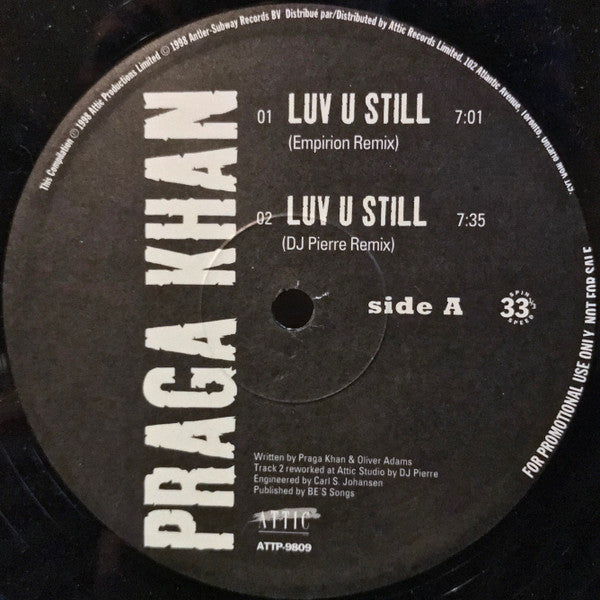 This Compilation ℗ 1998 Attic Productions Limited © 1998 Antler-Subway Records BV Distribué par/Distributed by Attic Records Limited, 102 Atlantic Avenue, Toronto, Ontario M6K 1X9.
PRAGA KHAN
01 LUV U STILL 7:01
(Empirion Remix)
02 LUV U STILL 7:35
(DJ Pierre Remix)
side A
SPIN
33⅓
SPEED
FOR PROMOTIONAL USE ONLY. NOT FOR SALE
Written by Praga Khan & Oliver Adams
Track 2 reworked at Attic Studio by DJ Pierre
Engineered by Carl S. Johansen
Published by BE'S Songs
ATTIC
ATTP-9809